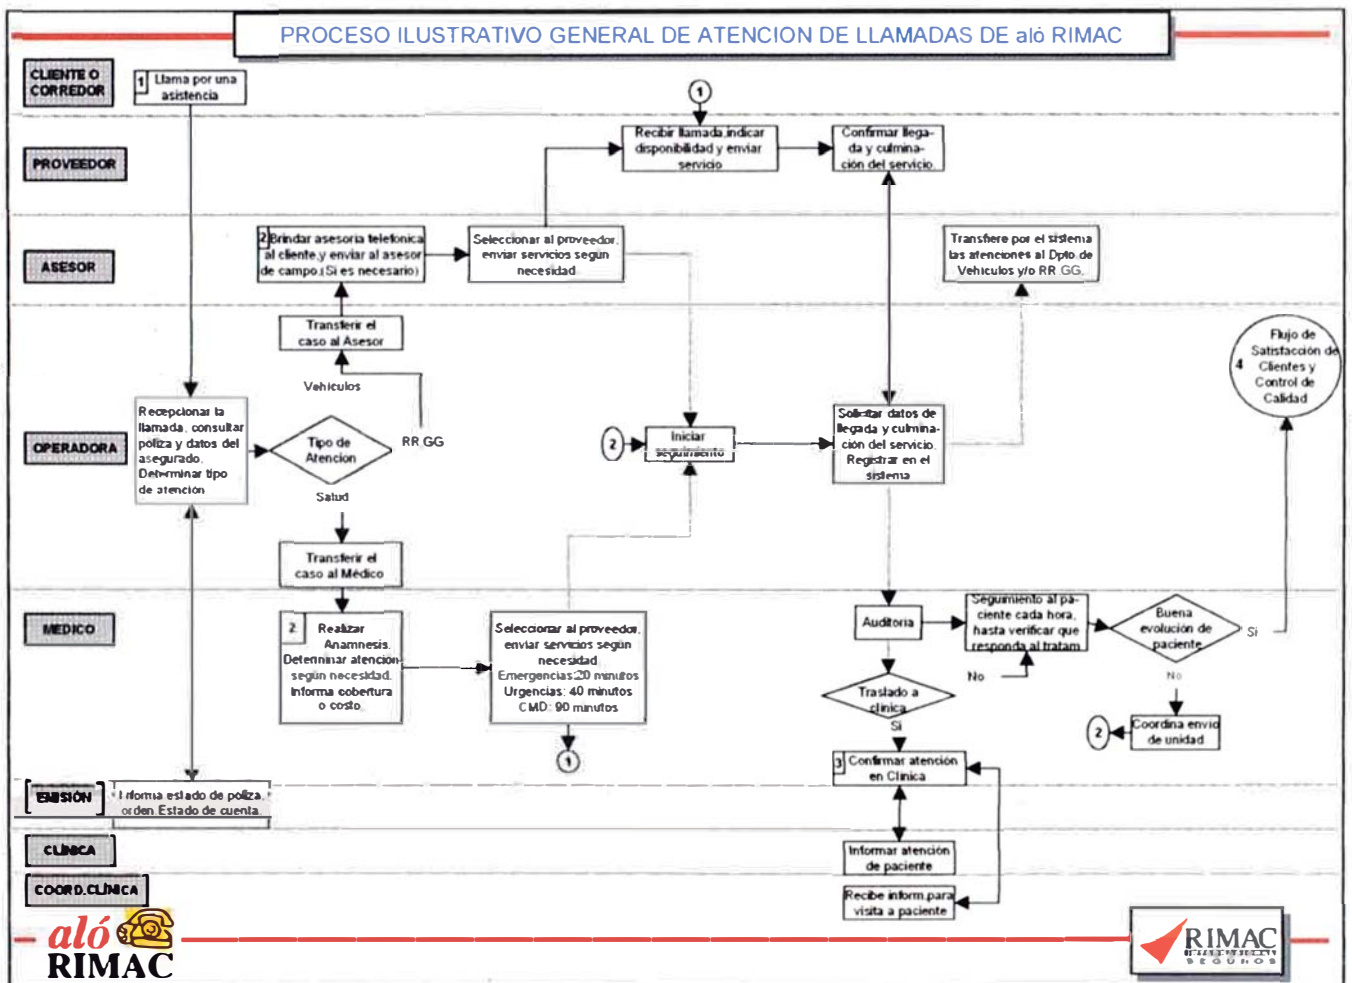 PROCESO ILUSTRATIVO GENERAL DE ATENCION DE LLAMADAS DE aló RIMAC
CLIENTE O
CORREDOR
1 Llama por una
asistencia
1
PROVEEDOR
Recibir llamada,indicar
disponibilidad y enviar
servicio
Confirmar llega-
da y culmina-
ción del servicio.
ASESOR
2 Brindar asesoria telefonica
al cliente,y enviar al asesor
de campo.(Si es necesario)
Seleccionar al proveedor,
enviar servicios según
necesidad
Transfiere por el sistema
las atenciones al Dpto.de
Vehiculos y/o RR.GG.
Transferir el
caso al Asesor
Vehiculos
RR.GG
OPERADORA
Recepcionar la
llamada, consultar
poliza y datos del
asegurado.
Determinar tipo
de atención
Tipo de
Atencion
Salud
2
Iniciar
seguimiento
Solicitar datos de
llegada y culmina-
ción del servicio.
Registrar en el
sistema
4
Flujo de
Satisfacción de
Clientes y
Control de
Calidad
Transferir el
caso al Médico
MEDICO
2 Realizar
Anamnesis.
Determinar atención
según necesidad.
Informa cobertura
o costo.
Seleccionar al proveedor,
enviar servicios según
necesidad
Emergencias:20 minutos
Urgencias: 40 minutos
CMD: 90 minutos
1
Auditoria
Seguimiento al pa-
ciente cada hora,
hasta verificar que
responda al tratam.
Buena
evolución de
paciente
Si
No
Traslado a
clinica
No
Si
2
Coordina envio
de unidad
3 Confirmar atención
en Clinica
EMISIÓN
Informa estado de poliza,
orden.Estado de cuenta.
CLÍNICA
Informar atención
de paciente
COORD.CLÍNICA
Recibe inform.para
visita a paciente
aló
RIMAC
RIMAC
SEGUROS